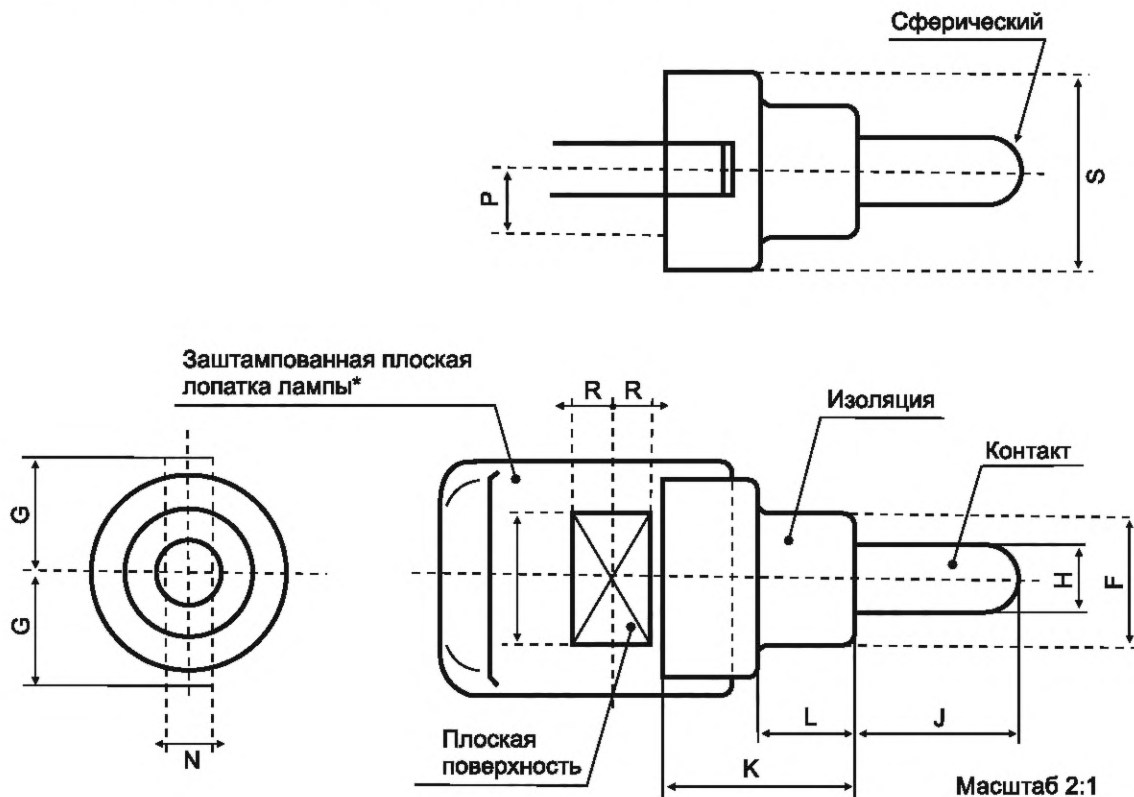 Сферический
P
S
Заштампованная плоская
лопатка лампы*
R R
Изоляция
Контакт
G
G
H
F
N
Плоская
поверхность
L
J
K
Масштаб 2:1